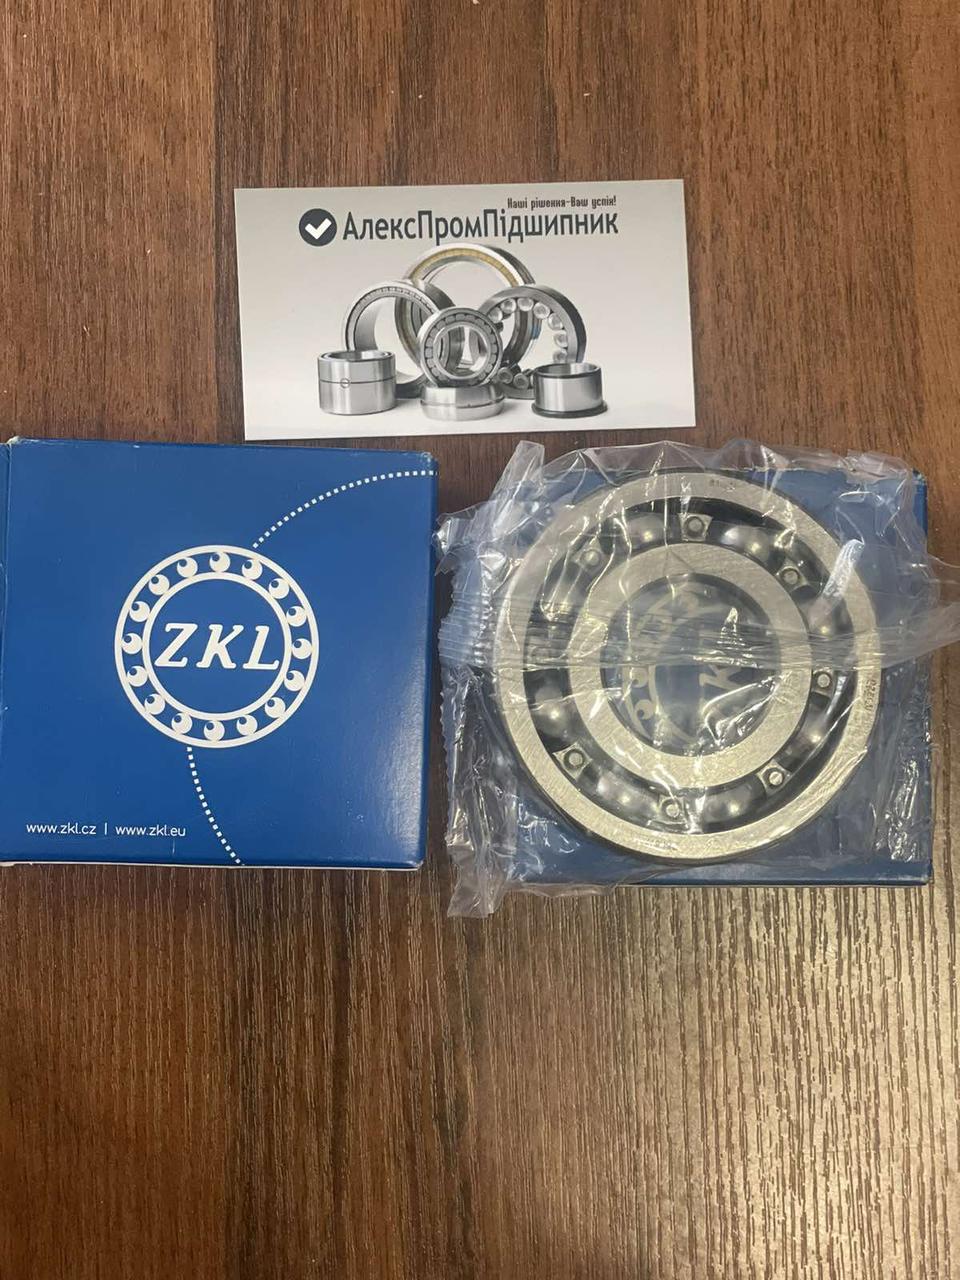 Наші рішення-Ваш успіх!
АлексПромПідшипник
ZKL
www.zkl.cz | www.zkl.eu